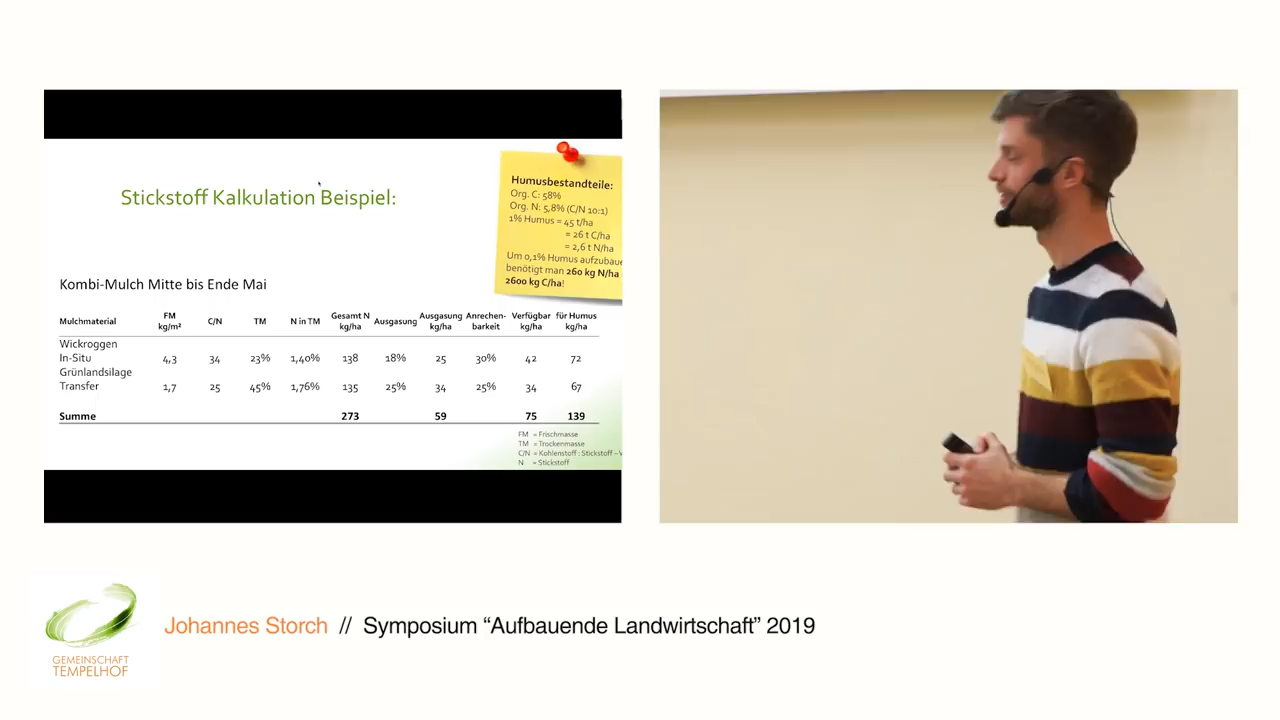 Stickstoff Kalkulation Beispiel:
Humusbestandteile:
Org. C: 58%
Org. N: 5,8% (C/N 10:1)
1% Humus = 45 t/ha
= 26 t C/ha
= 2,6 t N/ha
Um 0,1% Humus aufzubaue
benötigt man 260 kg N/ha
2600 kg C/ha!
Kombi-Mulch Mitte bis Ende Mai
Mulchmaterial FM kg/m² C/N TM N in TM Gesamt N kg/ha Ausgasung Ausgasung kg/ha Anrechen-barkeit Verfügbar kg/ha für Humus kg/ha
Wickroggen
In-Situ 4,3 34 23% 1,40% 138 18% 25 30% 42 72
Grünlandsilage
Transfer 1,7 25 45% 1,76% 135 25% 34 25% 34 67
Summe 273 59 75 139
FM = Frischmasse
TM = Trockenmasse
C/N = Kohlenstoff : Stickstoff – V
N = Stickstoff
Johannes Storch // Symposium “Aufbauende Landwirtschaft” 2019
GEMEINSCHAFT
TEMPELHOF